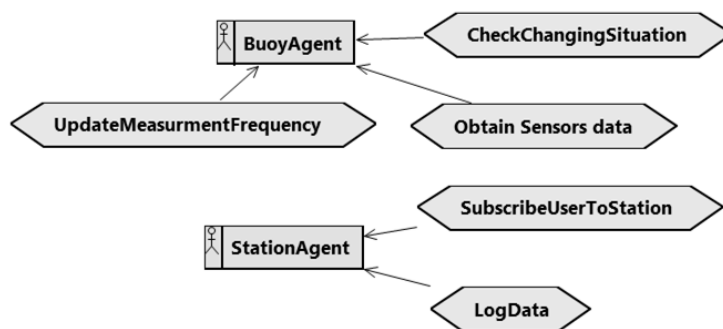 CheckChangingSituation
BuoyAgent
UpdateMeasurmentFrequency
Obtain Sensors data
SubscribeUserToStation
StationAgent
LogData